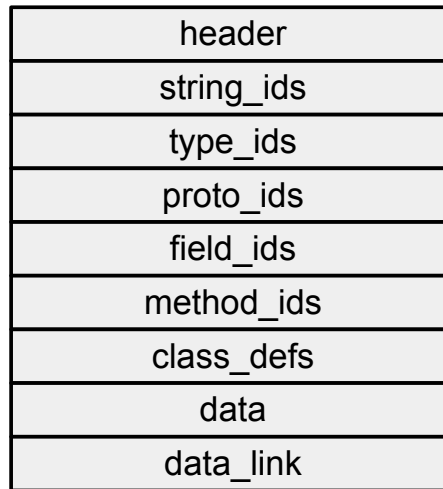 header
string_ids
type_ids
proto_ids
field_ids
method_ids
class_defs
data
data_link